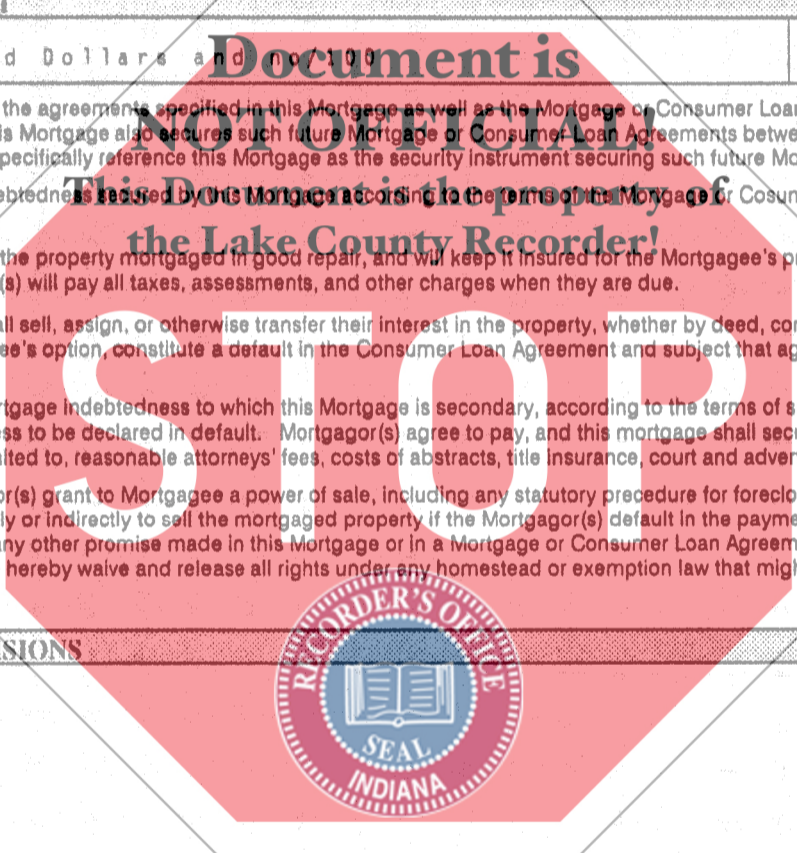 d Dollars and no/100
Document is
the agreements specified in this Mortgage as well as the Mortgage or Consumer Loa
NOT OFFICIAL!
is Mortgage also secures such future Mortgage or Consumer Loan Agreements betwe
pecifically reference this Mortgage as the security instrument securing such future Mo
This Document is the property of
ebtedness secured by this Mortgage according to the terms of the Mortgage or Cosun
the Lake County Recorder!
the property mortgaged in good repair, and will keep it insured for the Mortgagee's p
(s) will pay all taxes, assessments, and other charges when they are due.
ll sell, assign, or otherwise transfer their interest in the property, whether by deed, co
ee's option, constitute a default in the Consumer Loan Agreement and subject that ag
STOP
rtgage indebtedness to which this Mortgage is secondary, according to the terms of s
ss to be declared in default. Mortgagor(s) agree to pay, and this mortgage shall secu
ited to, reasonable attorneys' fees, costs of abstracts, title insurance, court and adver
or(s) grant to Mortgagee a power of sale, including any statutory precedure for foreclo
ly or indirectly to sell the mortgaged property if the Mortgagor(s) default in the payme
ny other promise made in this Mortgage or in a Mortgage or Consumer Loan Agreem
hereby waive and release all rights under any homestead or exemption law that migh
RECORDER'S OFFICE
SIONS
SEAL
INDIANA